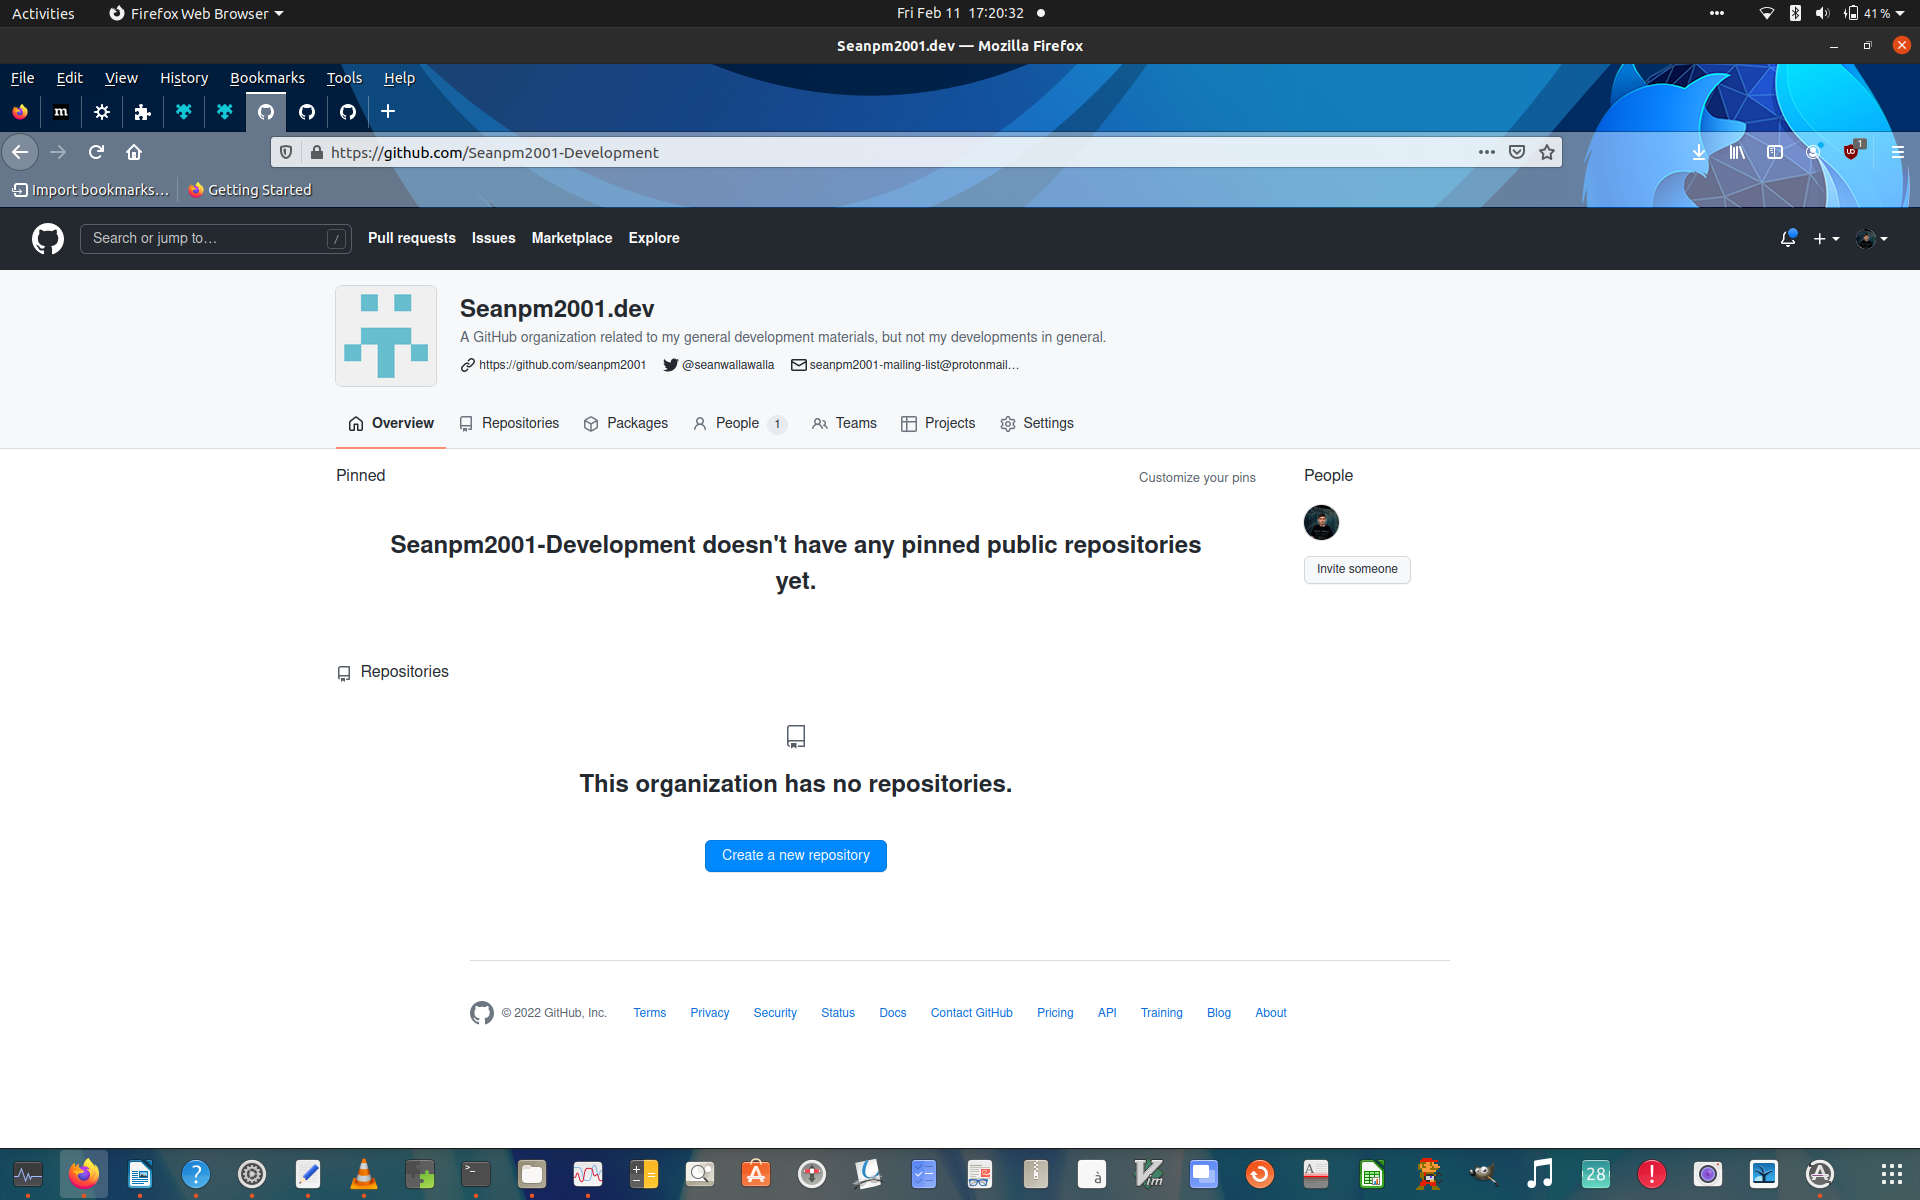 Activities
Firefox Web Browser
Fri Feb 11 17:20:32
41 %
Seanpm2001.dev — Mozilla Firefox
File Edit View History Bookmarks Tools Help
m
https://github.com/Seanpm2001-Development
1
Import bookmarks…
Getting Started
Search or jump to…
/
Pull requests
Issues
Marketplace
Explore
Seanpm2001.dev
A GitHub organization related to my general development materials, but not my developments in general.
https://github.com/seanpm2001
@seanwallawalla
seanpm2001-mailing-list@protonmail…
Overview
Repositories
Packages
People 1
Teams
Projects
Settings
Pinned
Customize your pins
People
Seanpm2001-Development doesn't have any pinned public repositories
yet.
Invite someone
Repositories
This organization has no repositories.
Create a new repository
© 2022 GitHub, Inc.
Terms
Privacy
Security
Status
Docs
Contact GitHub
Pricing
API
Training
Blog
About
28